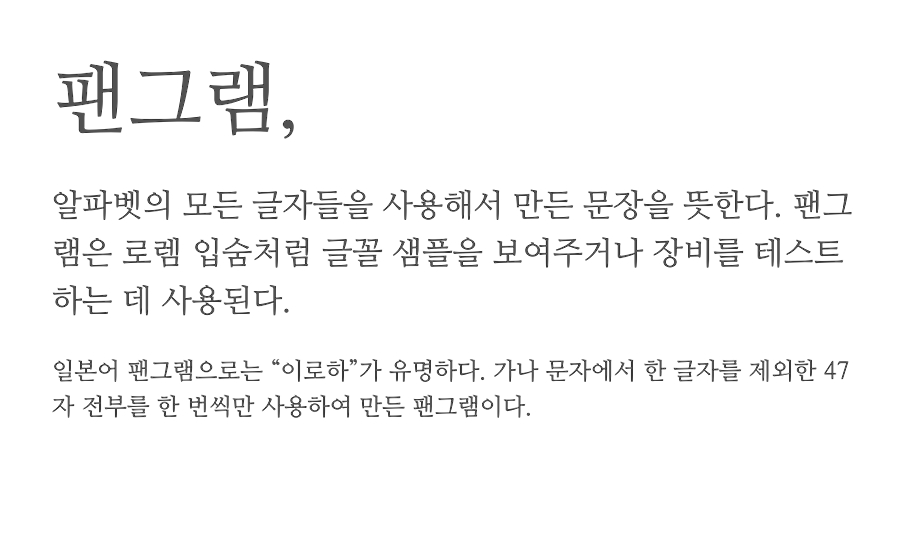 팬그램,
알파벳의 모든 글자들을 사용해서 만든 문장을 뜻한다. 팬그
램은 로렘 입숨처럼 글꼴 샘플을 보여주거나 장비를 테스트
하는 데 사용된다.
일본어 팬그램으로는 “이로하”가 유명하다. 가나 문자에서 한 글자를 제외한 47
자 전부를 한 번씩만 사용하여 만든 팬그램이다.